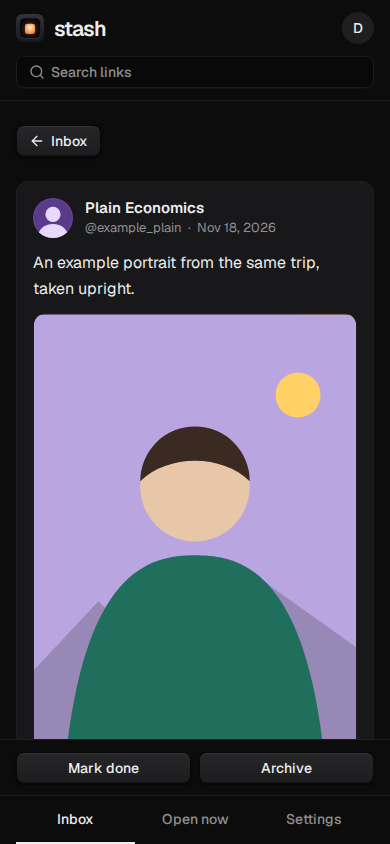 stash
D
Search links
Inbox
Plain Economics
@example_plain · Nov 18, 2026
An example portrait from the same trip,
taken upright.
Mark done
Archive
Inbox
Open now
Settings